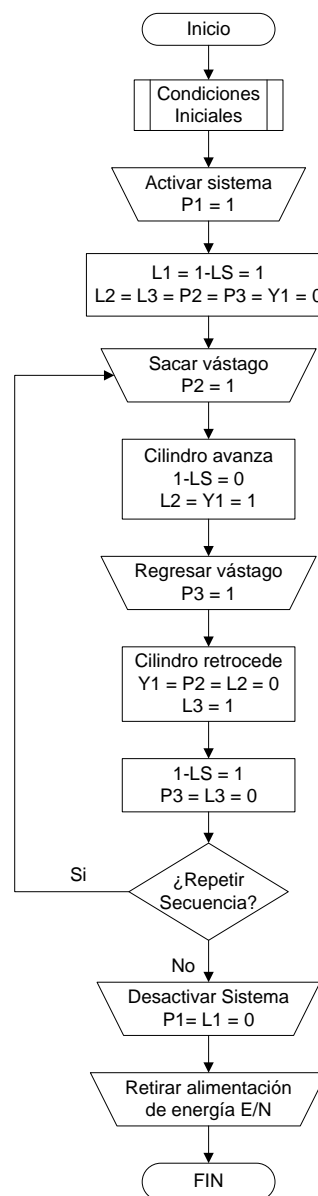 Inicio
Condiciones
Iniciales
Activar sistema
P1 = 1
L1 = 1-LS = 1
L2 = L3 = P2 = P3 = Y1 = 0
Sacar vástago
P2 = 1
Cilindro avanza
1-LS = 0
L2 = Y1 = 1
Regresar vástago
P3 = 1
Cilindro retrocede
Y1 = P2 = L2 = 0
L3 = 1
1-LS = 1
P3 = L3 = 0
Si
¿Repetir
Secuencia?
No
Desactivar Sistema
P1= L1 = 0
Retirar alimentación
de energía E/N
FIN